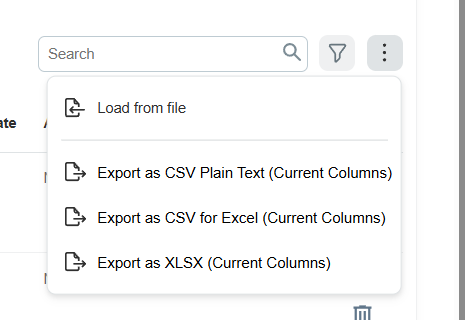 Search
Load from file
Export as CSV Plain Text (Current Columns)
Export as CSV for Excel (Current Columns)
Export as XLSX (Current Columns)